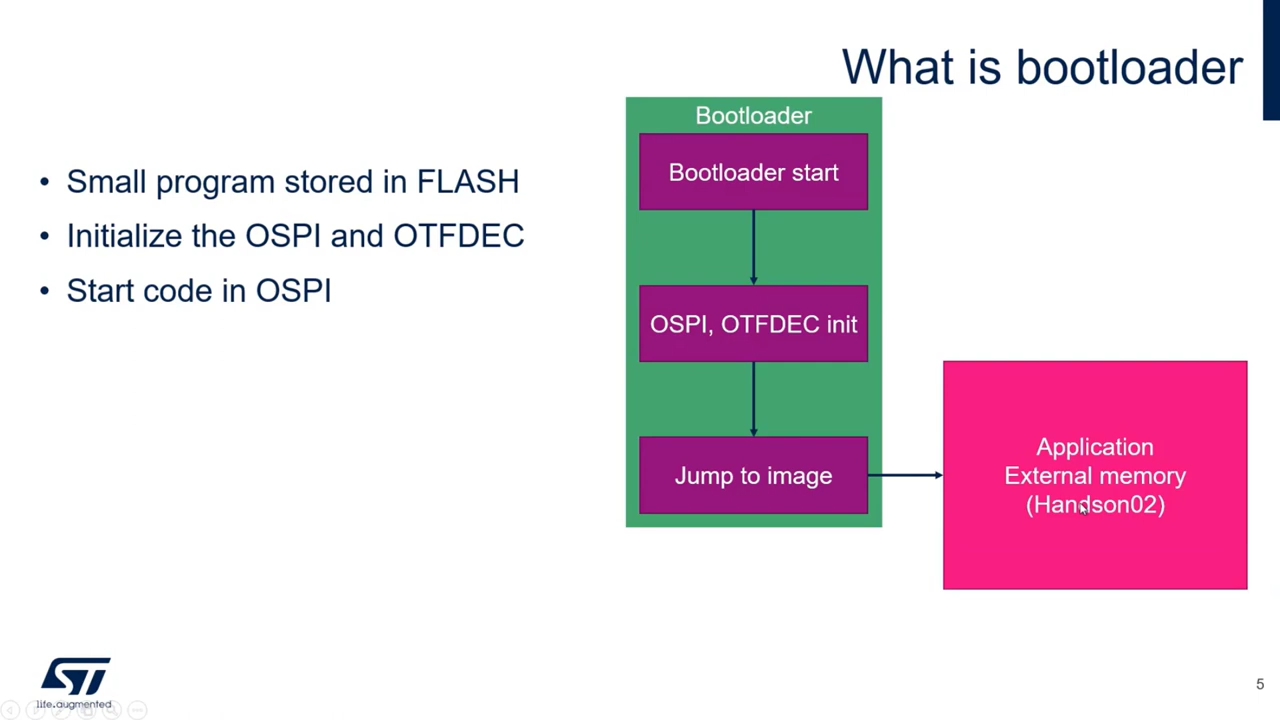 What is bootloader
• Small program stored in FLASH
• Initialize the OSPI and OTFDEC
• Start code in OSPI
Bootloader
Bootloader start
OSPI, OTFDEC init
Jump to image
Application
External memory
(Handson02)
ST
life.augmented
5